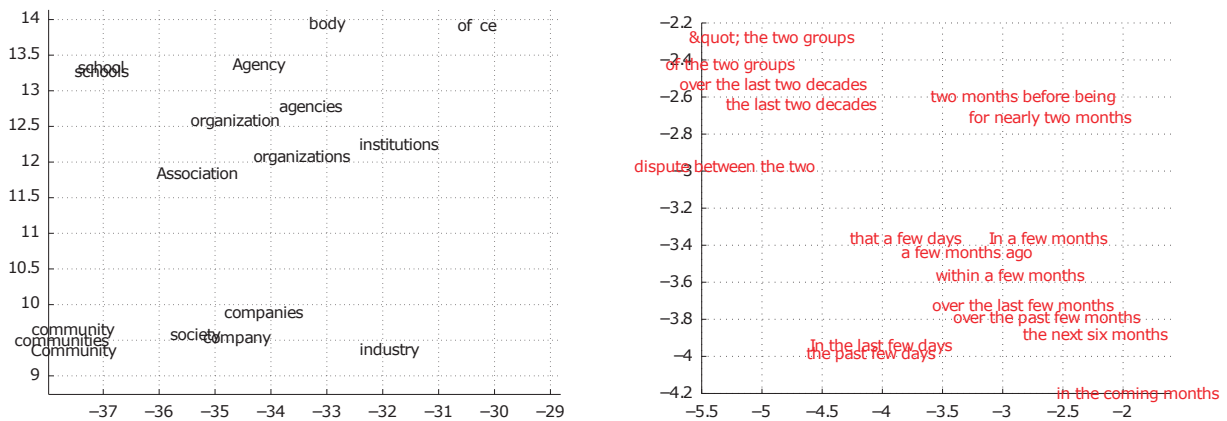 14
13.5
13
12.5
12
11.5
11
10.5
10
9.5
9
body
of ce
school
schools
Agency
agencies
organization
institutions
organizations
Association
companies
community
society
company
communities
Community
industry
−37 −36 −35 −34 −33 −32 −31 −30 −29
−2.2
−2.4
−2.6
−2.8
−3
−3.2
−3.4
−3.6
−3.8
−4
−4.2
&quot; the two groups
of the two groups
over the last two decades
the last two decades
two months before being
for nearly two months
dispute between the two
that a few days
In a few months
a few months ago
within a few months
over the last few months
over the past few months
the next six months
In the last few days
the past few days
in the coming months
−5.5 −5 −4.5 −4 −3.5 −3 −2.5 −2